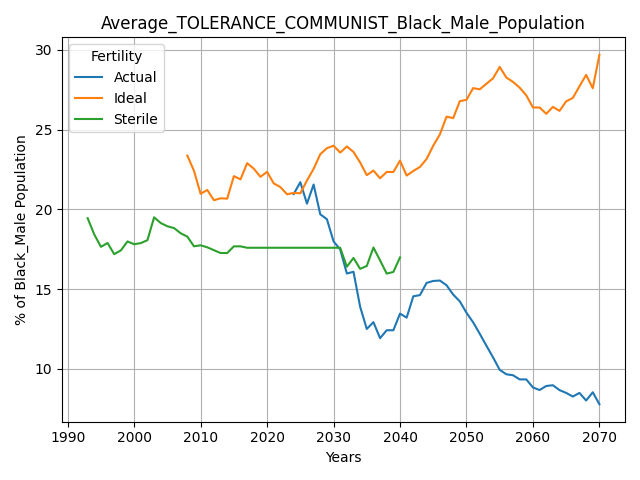 Average_TOLERANCE_COMMUNIST_Black_Male_Population
Fertility
Actual
Ideal
Sterile
% of Black_Male Population
30
25
20
15
10
1990 2000 2010 2020 2030 2040 2050 2060 2070
Years